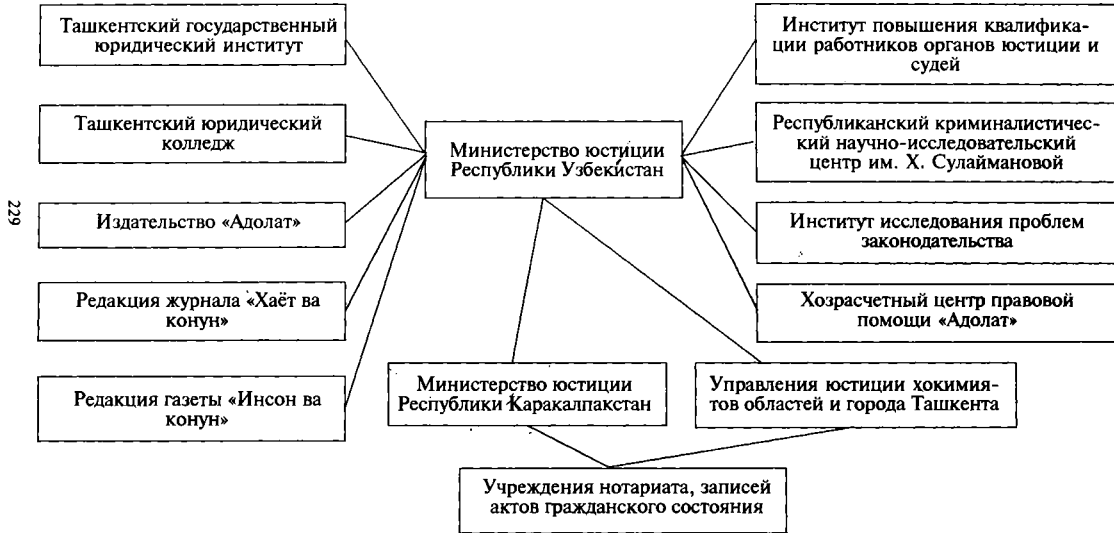 Ташкентский государственный
юридический институт
Ташкентский юридический
колледж
Издательство «Адолат»
Редакция журнала «Хаёт ва
конун»
Редакция газеты «Инсон ва
конун»
Министерство юстиции
Республики Узбекистан
Институт повышения квалифика-
ции работников органов юстиции и
судей
Республиканский криминалистичес-
кий научно-исследовательский
центр им. Х. Сулаймановой
Институт исследования проблем
законодательства
Хозрасчетный центр правовой
помощи «Адолат»
Министерство юстиции
Республики Каракалпакстан
Управления юстиции хокимия-
тов областей и города Ташкента
Учреждения нотариата, записей
актов гражданского состояния
229